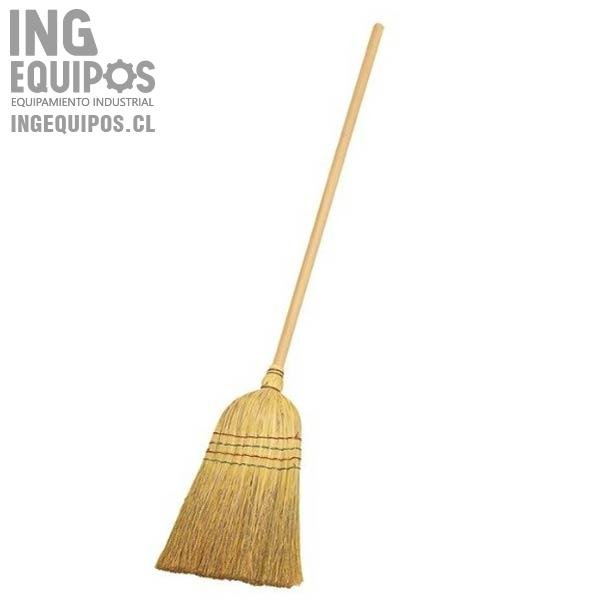 ING
EQUIPOS
EQUIPAMIENTO INDUSTRIAL
INGEQUIPOS.CL